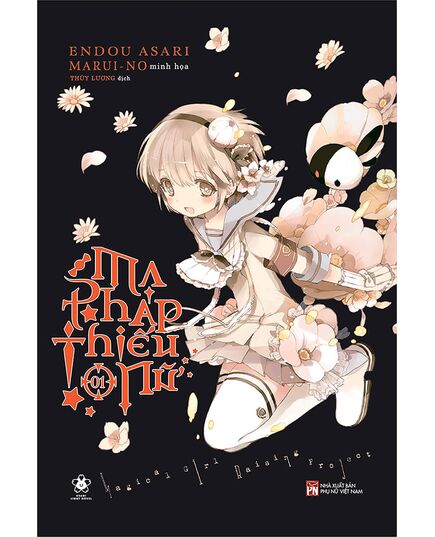 ENDOU ASARI
MARUI-NO minh họa
THÚY LƯƠNG dịch
MA
PHÁP
THIẾU
01 NỮ
Magical Girl Raising Project
NHÀ XUẤT BẢN
PN PHỤ NỮ VIỆT NAM